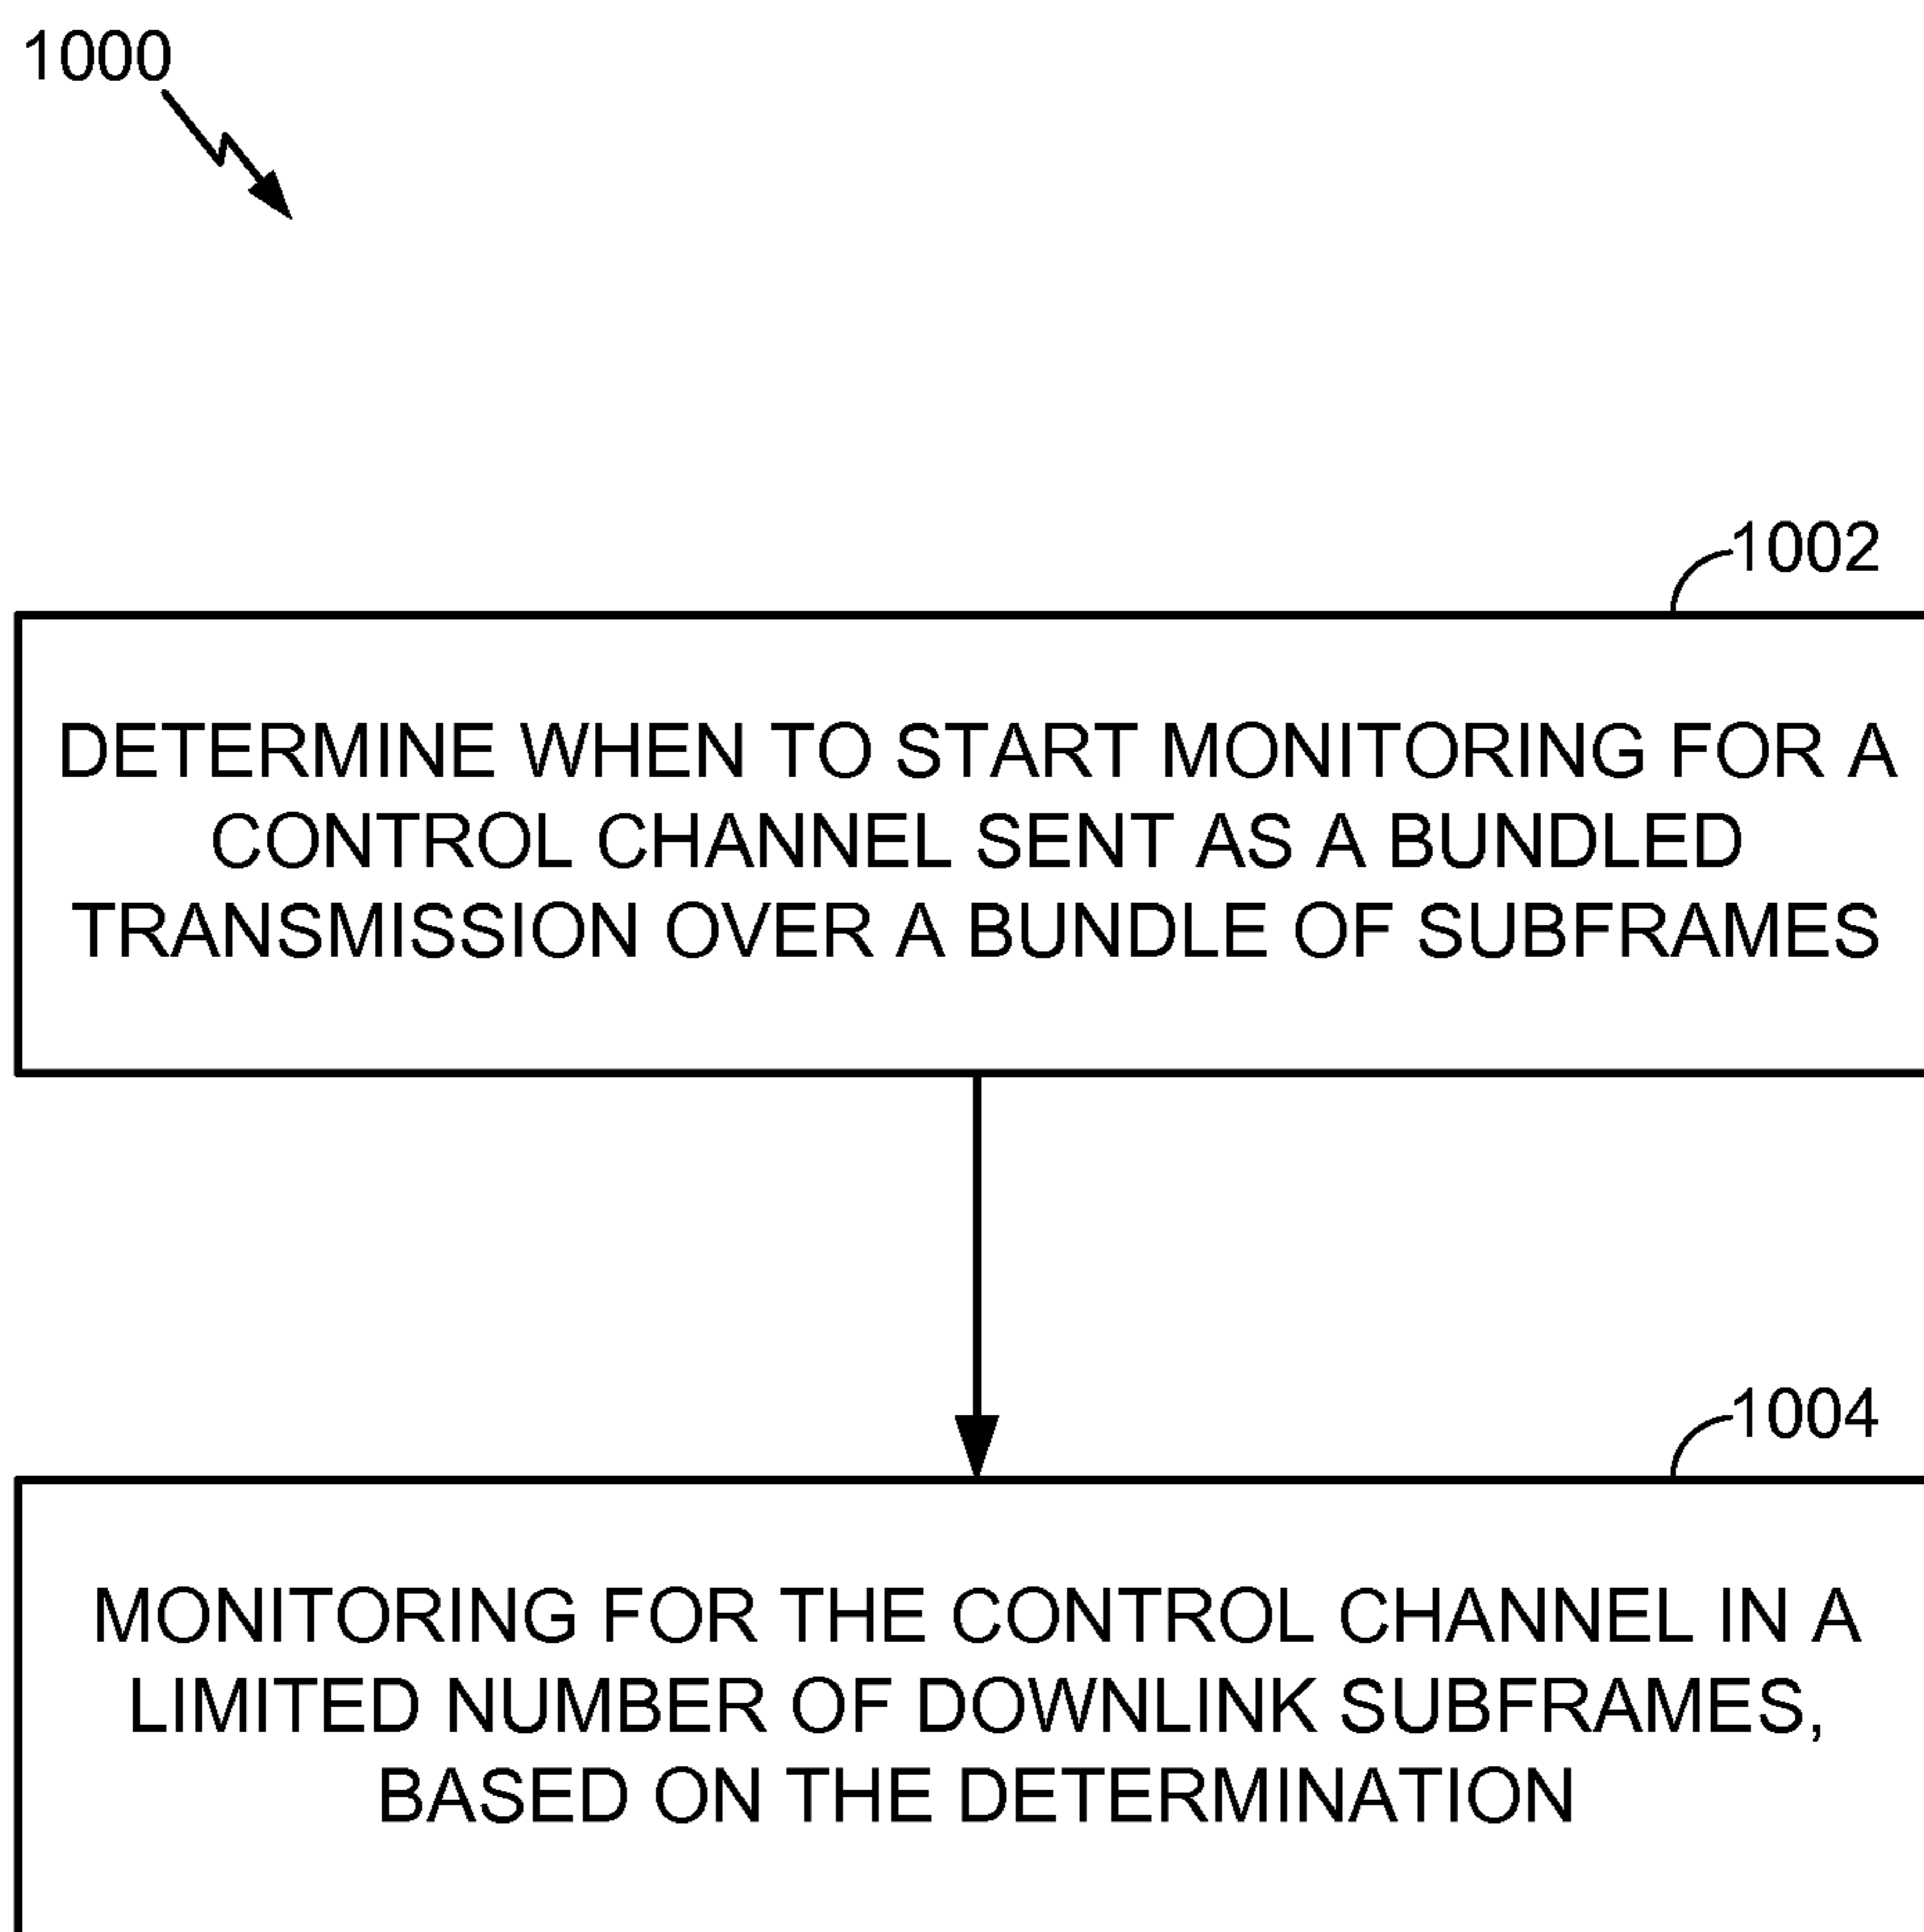 1000
1002
DETERMINE WHEN TO START MONITORING FOR A
CONTROL CHANNEL SENT AS A BUNDLED
TRANSMISSION OVER A BUNDLE OF SUBFRAMES
1004
MONITORING FOR THE CONTROL CHANNEL IN A
LIMITED NUMBER OF DOWNLINK SUBFRAMES,
BASED ON THE DETERMINATION